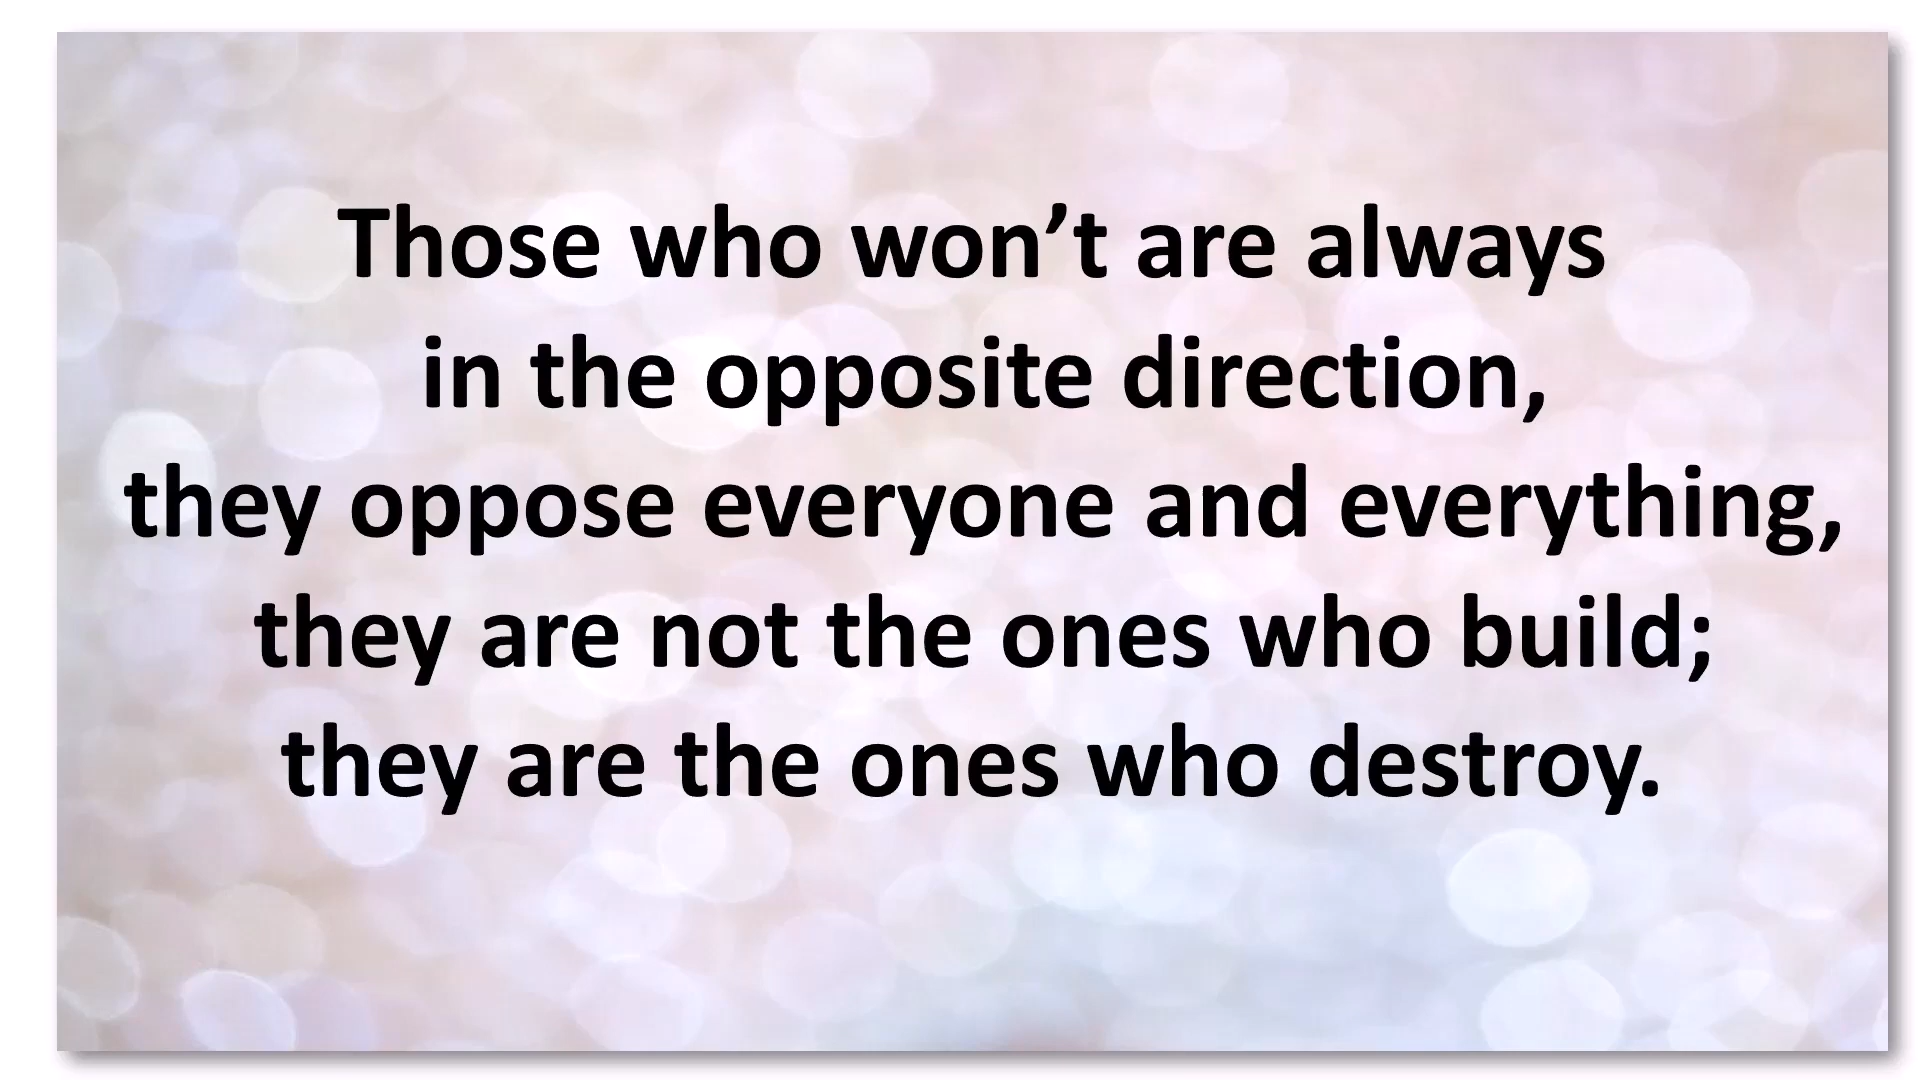 Those who won’t are always
in the opposite direction,
they oppose everyone and everything,
they are not the ones who build;
they are the ones who destroy.